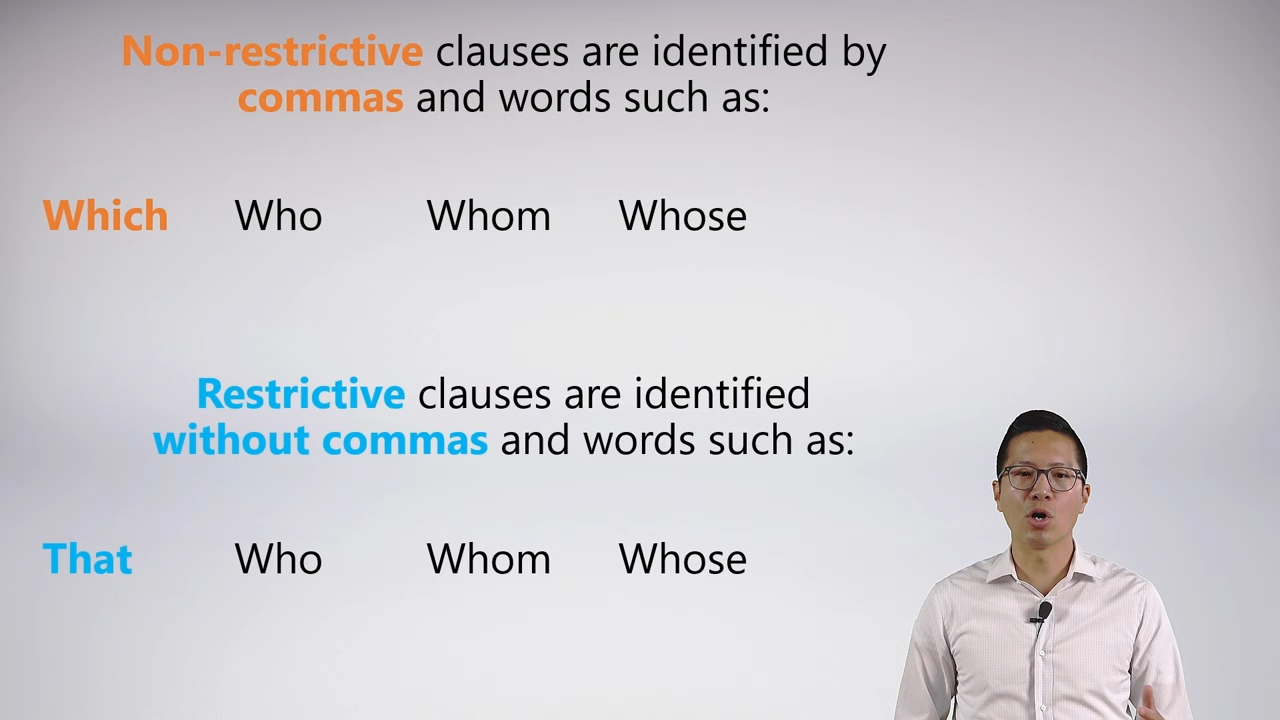 Non-restrictive clauses are identified by
commas and words such as:
Which Who Whom Whose
Restrictive clauses are identified
without commas and words such as:
That Who Whom Whose